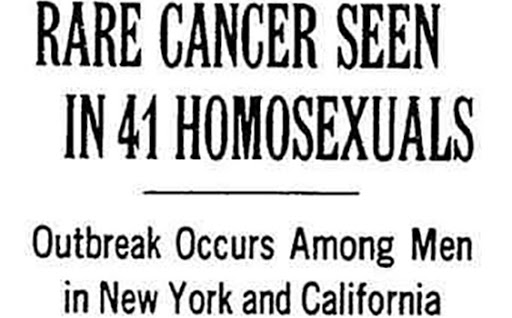 RARE CANCER SEEN
IN 41 HOMOSEXUALS
Outbreak Occurs Among Men
in New York and California